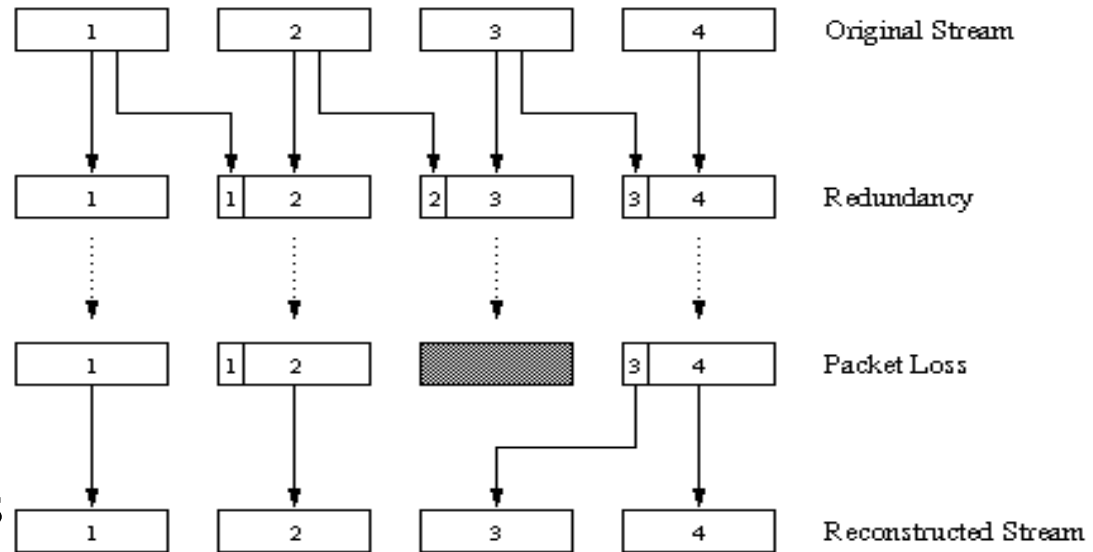 1 2 3 4 Original Stream
1 1 2 2 3 3 4 Redundancy
1 1 2 3 4 Packet Loss
1 2 3 4 Reconstructed Stream